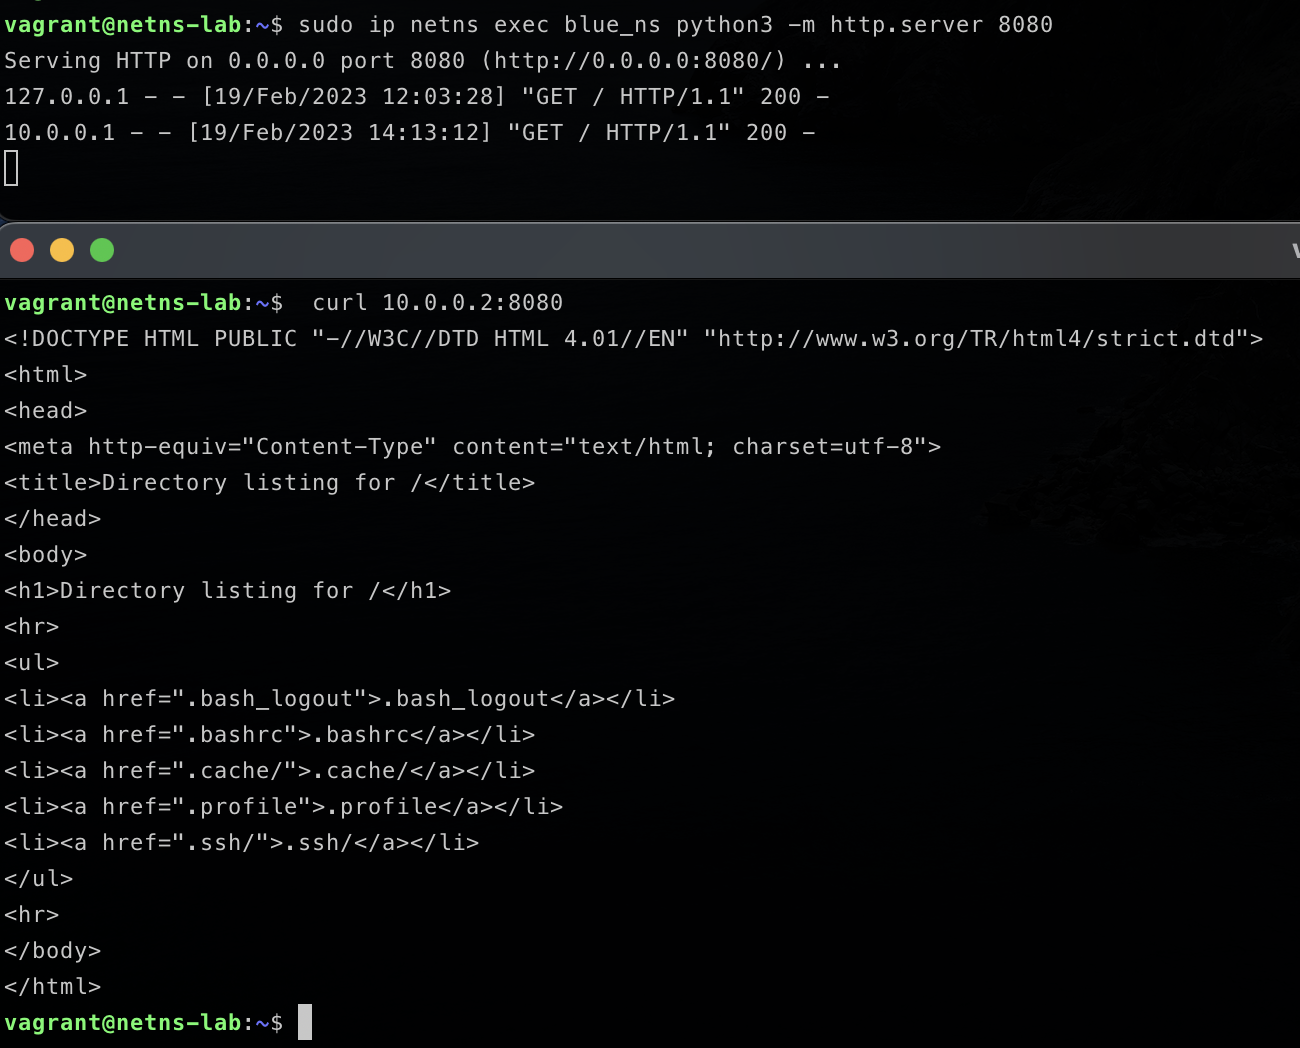 vagrant@netns-lab:~$ sudo ip netns exec blue_ns python3 -m http.server 8080
Serving HTTP on 0.0.0.0 port 8080 (http://0.0.0.0:8080/) ...
127.0.0.1 - - [19/Feb/2023 12:03:28] "GET / HTTP/1.1" 200 -
10.0.0.1 - - [19/Feb/2023 14:13:12] "GET / HTTP/1.1" 200 -
vagrant@netns-lab:~$  curl 10.0.0.2:8080
<!DOCTYPE HTML PUBLIC "-//W3C//DTD HTML 4.01//EN" "http://www.w3.org/TR/html4/strict.dtd">
<html>
<head>
<meta http-equiv="Content-Type" content="text/html; charset=utf-8">
<title>Directory listing for /</title>
</head>
<body>
<h1>Directory listing for /</h1>
<hr>
<ul>
<li><a href=".bash_logout">.bash_logout</a></li>
<li><a href=".bashrc">.bashrc</a></li>
<li><a href=".cache/">.cache/</a></li>
<li><a href=".profile">.profile</a></li>
<li><a href=".ssh/">.ssh/</a></li>
</ul>
<hr>
</body>
</html>
vagrant@netns-lab:~$